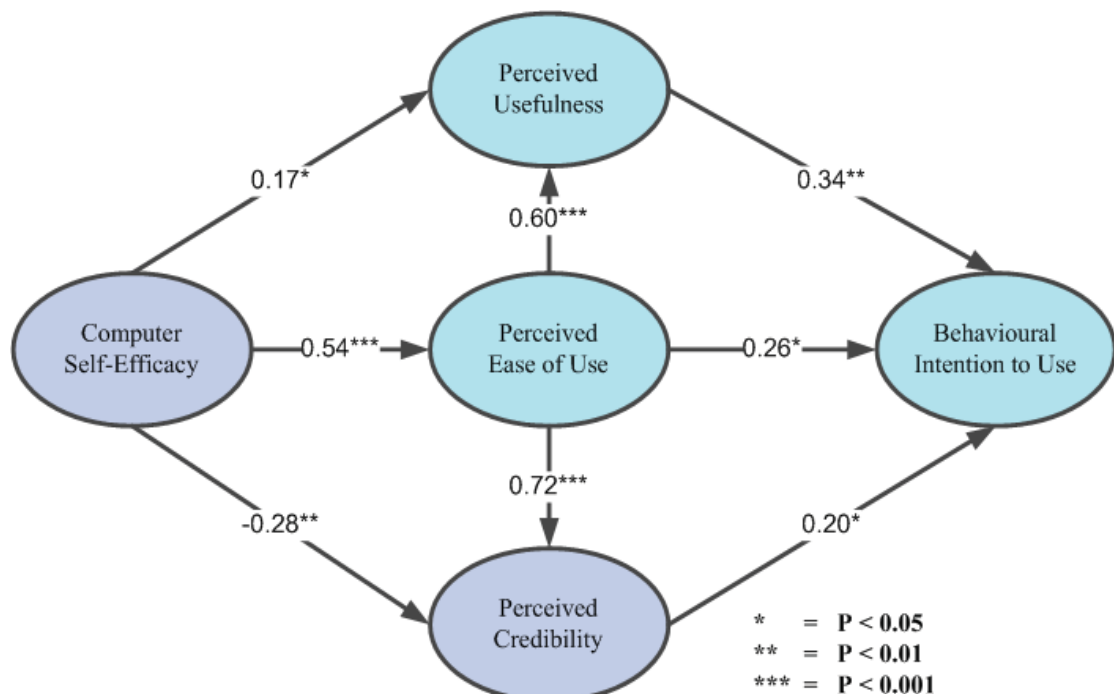 Perceived
Usefulness
0.17*
0.34**
0.60***
Computer
Self-Efficacy
0.54***
Perceived
Ease of Use
0.26*
Behavioural
Intention to Use
0.72***
-0.28**
0.20*
Perceived
Credibility
* = P < 0.05
** = P < 0.01
*** = P < 0.001